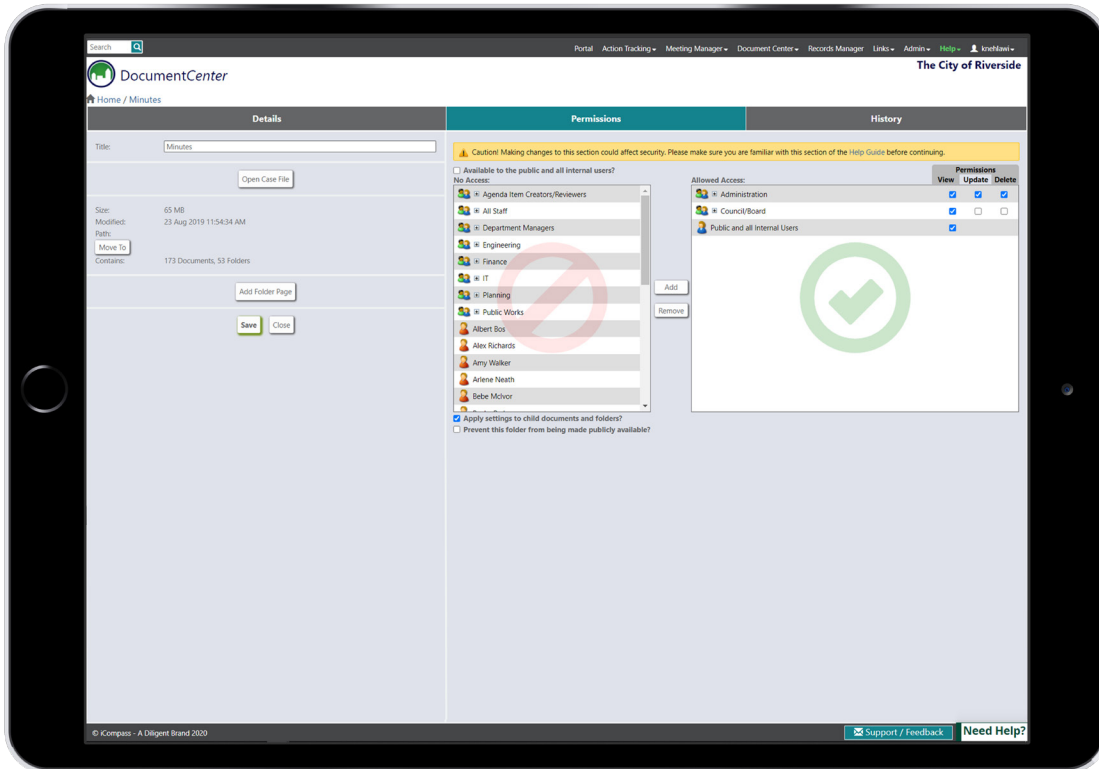 Search
Portal Action Tracking Meeting Manager Document Center Records Manager Links Admin Help knehlawi
DocumentCenter
The City of Riverside
Home / Minutes
Details Permissions History
Title: Minutes
Caution! Making changes to this section could affect security. Please make sure you are familiar with this section of the Help Guide before continuing.
Open Case File
Available to the public and all internal users?
No Access:
Allowed Access:
Permissions
View Update Delete
Agenda Item Creators/Reviewers
All Staff
Department Managers
Engineering
Finance
IT
Planning
Public Works
Albert Bos
Alex Richards
Amy Walker
Arlene Neath
Bebe McIvor
Add
Remove
Administration
Council/Board
Public and all Internal Users
Size: 65 MB
Modified: 23 Aug 2019 11:54:34 AM
Path:
Move To
Contains: 173 Documents, 53 Folders
Add Folder Page
Save Close
Apply settings to child documents and folders?
Prevent this folder from being made publicly available?
© iCompass - A Diligent Brand 2020
Support / Feedback
Need Help?